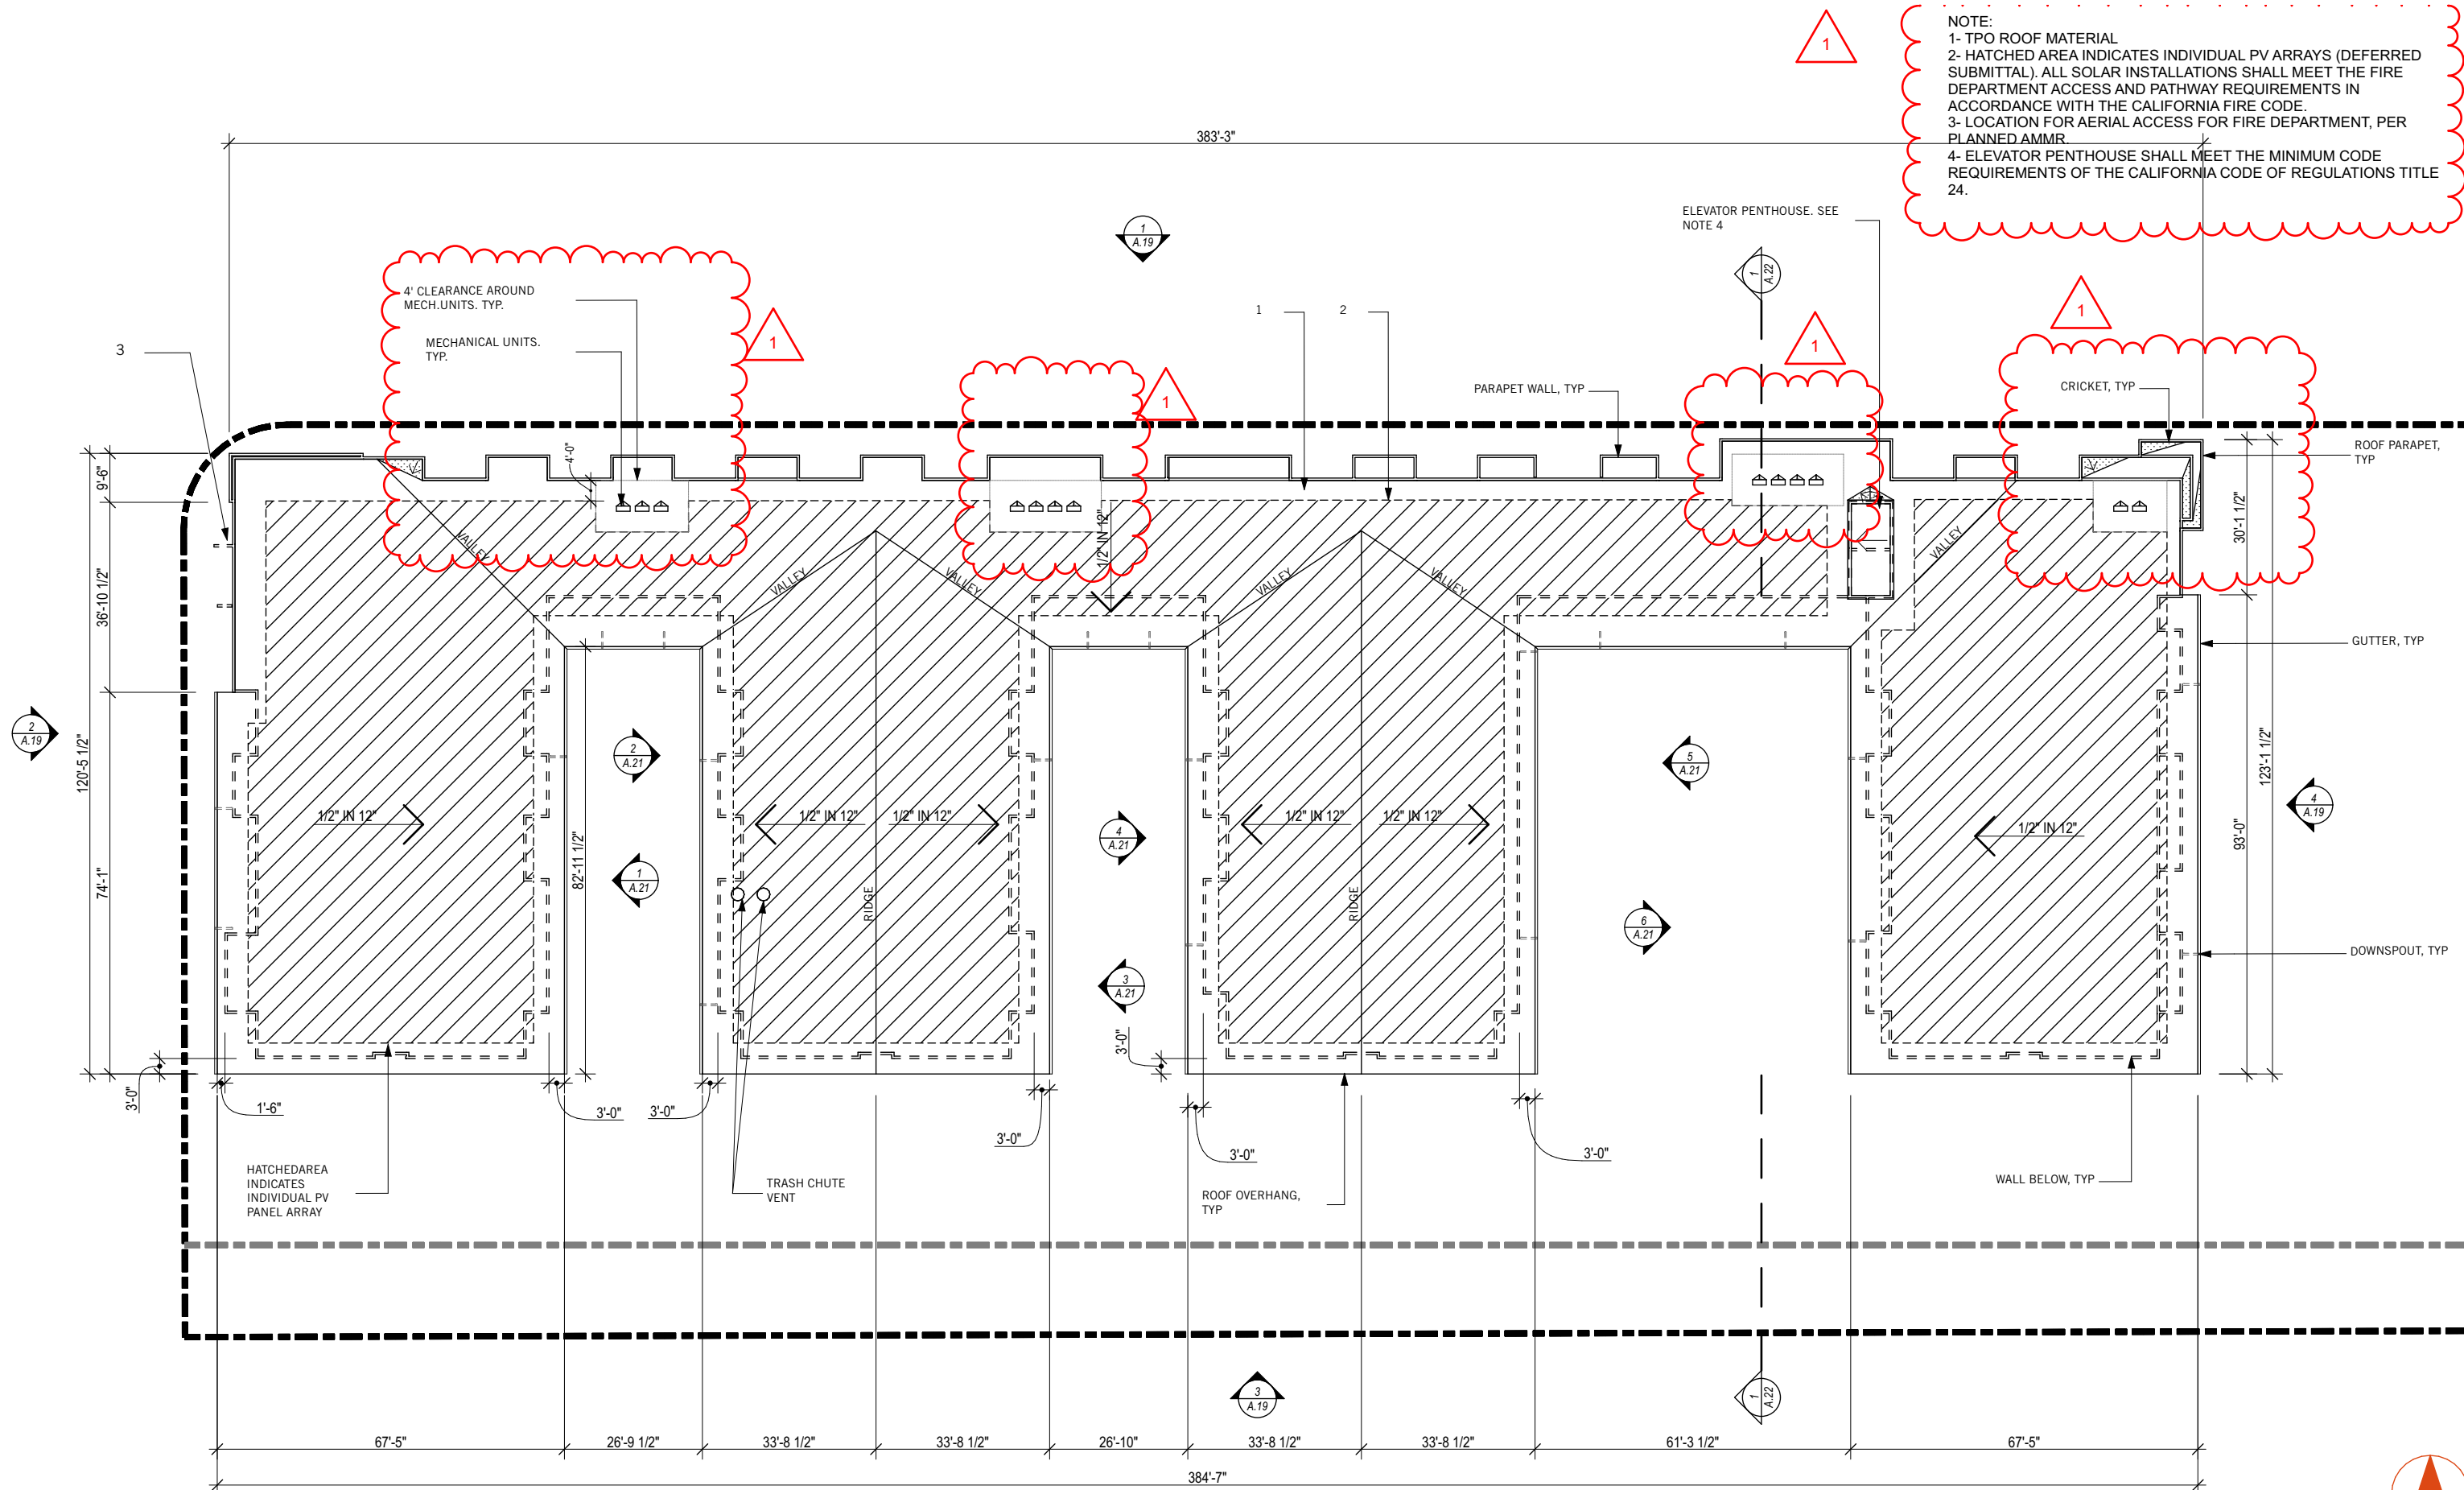 NOTE:
1- TPO ROOF MATERIAL
2- HATCHED AREA INDICATES INDIVIDUAL PV ARRAYS (DEFERRED
SUBMITTAL). ALL SOLAR INSTALLATIONS SHALL MEET THE FIRE
DEPARTMENT ACCESS AND PATHWAY REQUIREMENTS IN
ACCORDANCE WITH THE CALIFORNIA FIRE CODE.
3- LOCATION FOR AERIAL ACCESS FOR FIRE DEPARTMENT, PER
PLANNED AMMR.
4- ELEVATOR PENTHOUSE SHALL MEET THE MINIMUM CODE
REQUIREMENTS OF THE CALIFORNIA CODE OF REGULATIONS TITLE
24.
1
383'-3"
ELEVATOR PENTHOUSE. SEE
NOTE 4
1
A.19
1
A.22
4' CLEARANCE AROUND
MECH.UNITS. TYP.
MECHANICAL UNITS.
TYP.
1
1
1
1
1
2
3
PARAPET WALL, TYP
CRICKET, TYP
ROOF PARAPET,
TYP
4'-0"
9'-6"
36'-10 1/2"
74'-1"
120'-5 1/2"
30'-1 1/2"
93'-0"
123'-1 1/2"
VALLEY
VALLEY
VALLEY
VALLEY
VALLEY
VALLEY
1/2" IN 12"
GUTTER, TYP
2
A.19
2
A.21
1
A.21
4
A.21
3
A.21
5
A.21
6
A.21
4
A.19
82'-11 1/2"
1/2" IN 12"
1/2" IN 12"
1/2" IN 12"
1/2" IN 12"
1/2" IN 12"
1/2" IN 12"
RIDGE
RIDGE
DOWNSPOUT, TYP
3'-0"
1'-6"
3'-0"
3'-0"
3'-0"
3'-0"
3'-0"
3'-0"
HATCHEDAREA
INDICATES
INDIVIDUAL PV
PANEL ARRAY
TRASH CHUTE
VENT
ROOF OVERHANG,
TYP
WALL BELOW, TYP
3
A.19
1
A.22
67'-5"
26'-9 1/2"
33'-8 1/2"
33'-8 1/2"
26'-10"
33'-8 1/2"
33'-8 1/2"
61'-3 1/2"
67'-5"
384'-7"